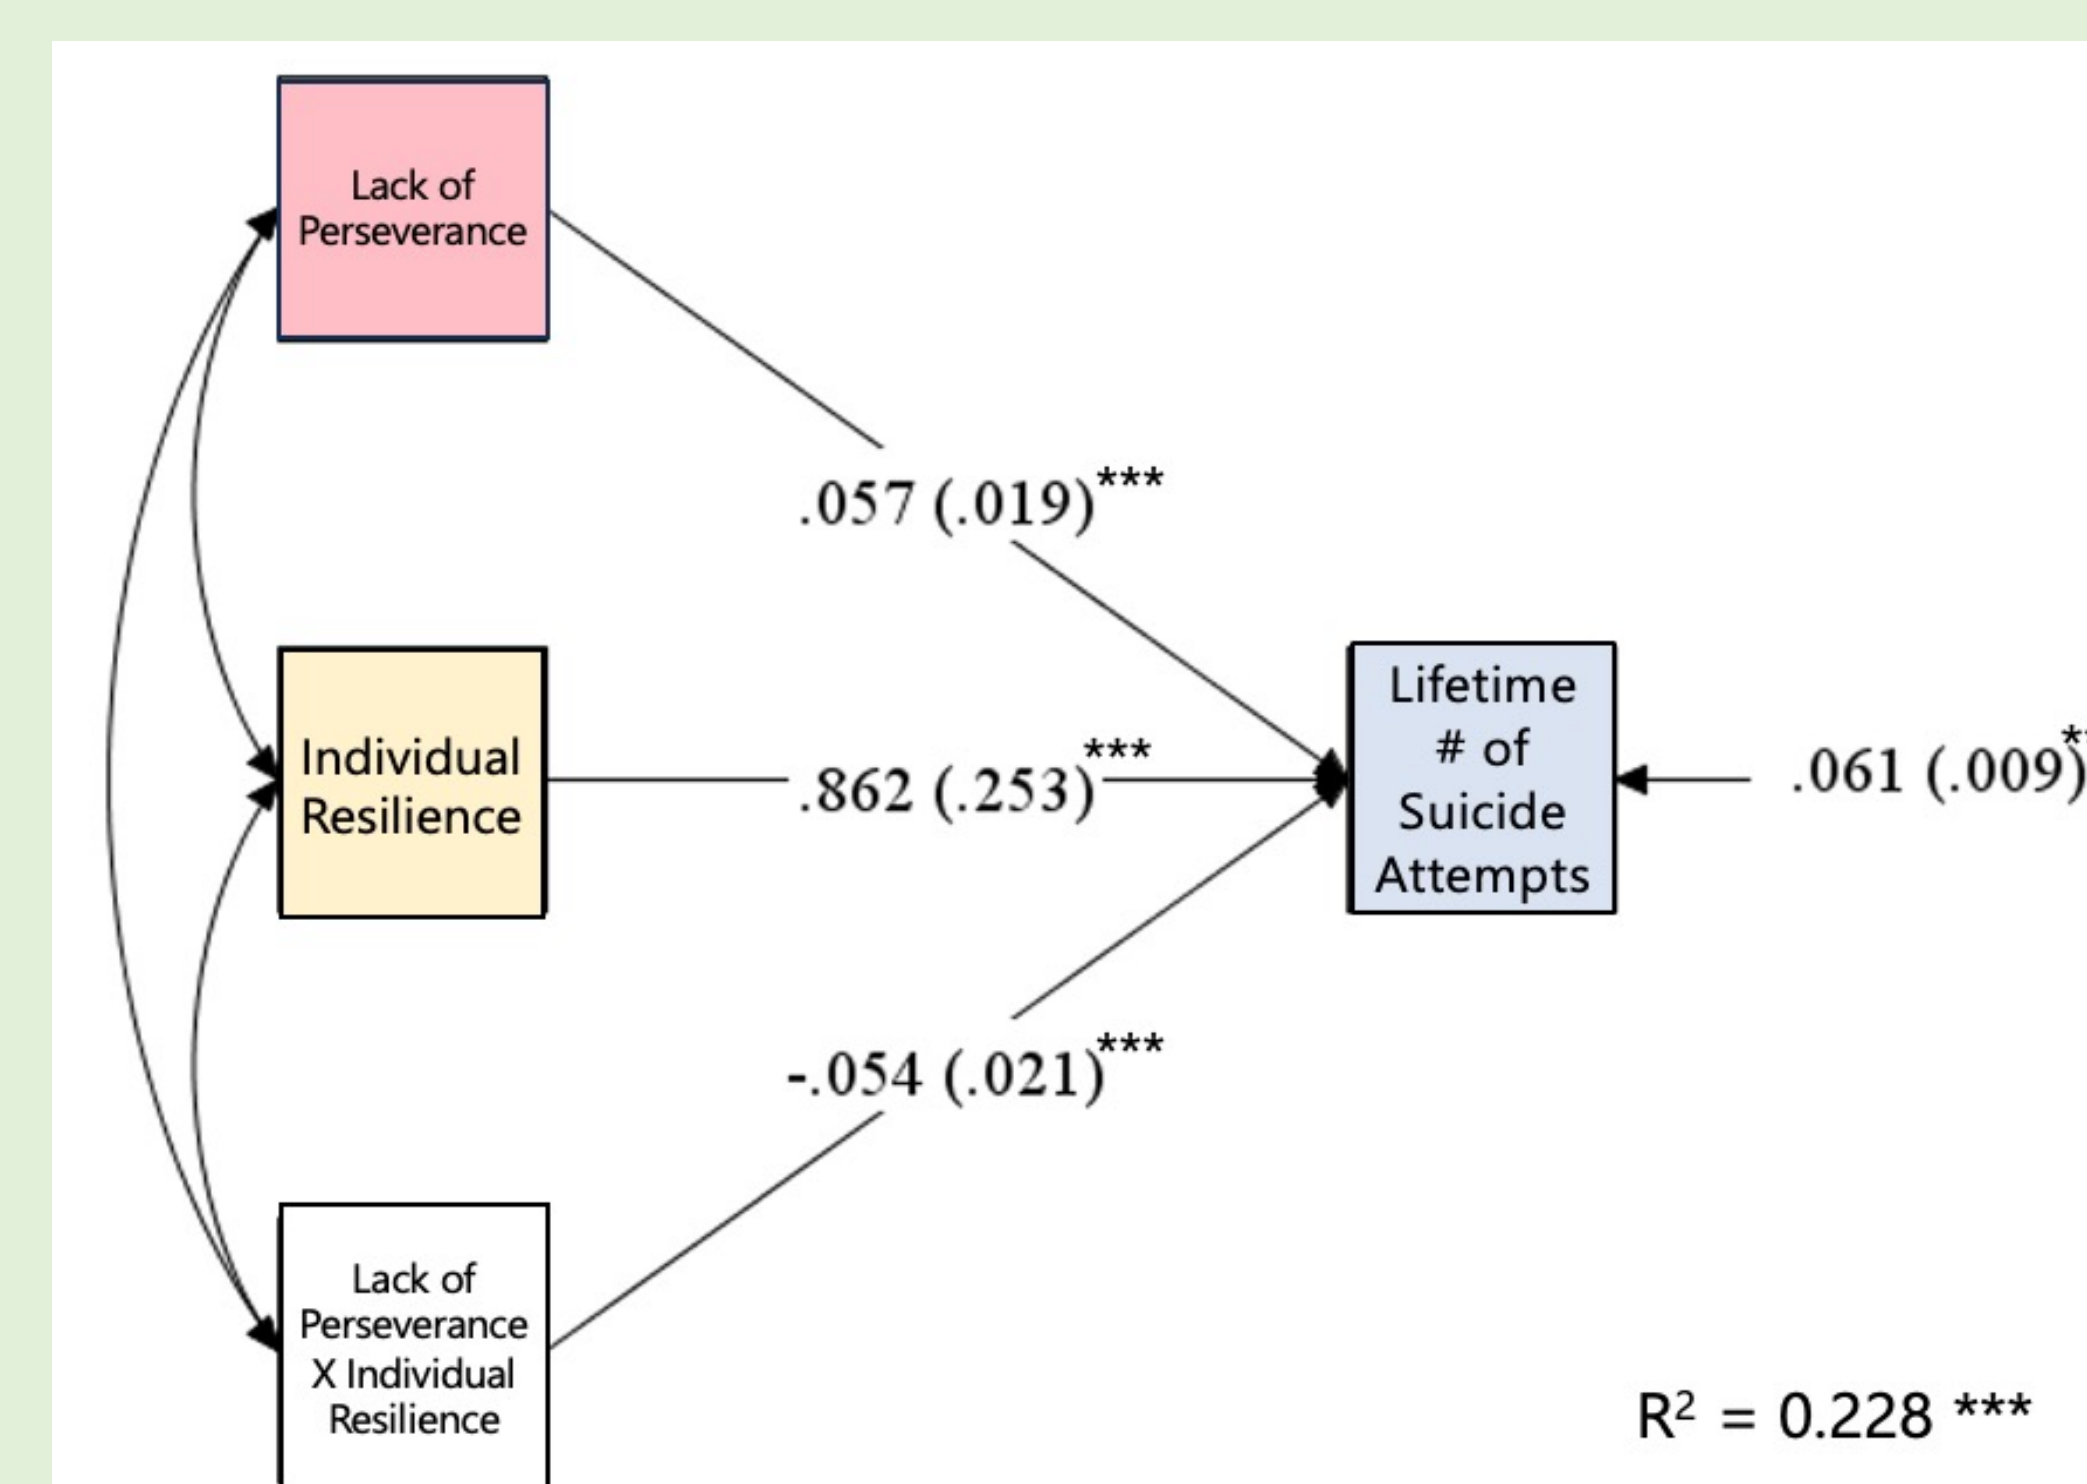 Lack of
Perseverance
.057 (.019)***
Individual
Resilience
.862 (.253)***
Lifetime
# of
Suicide
Attempts
.061 (.009)
-.054 (.021)***
Lack of
Perseverance
X Individual
Resilience
R² = 0.228 ***